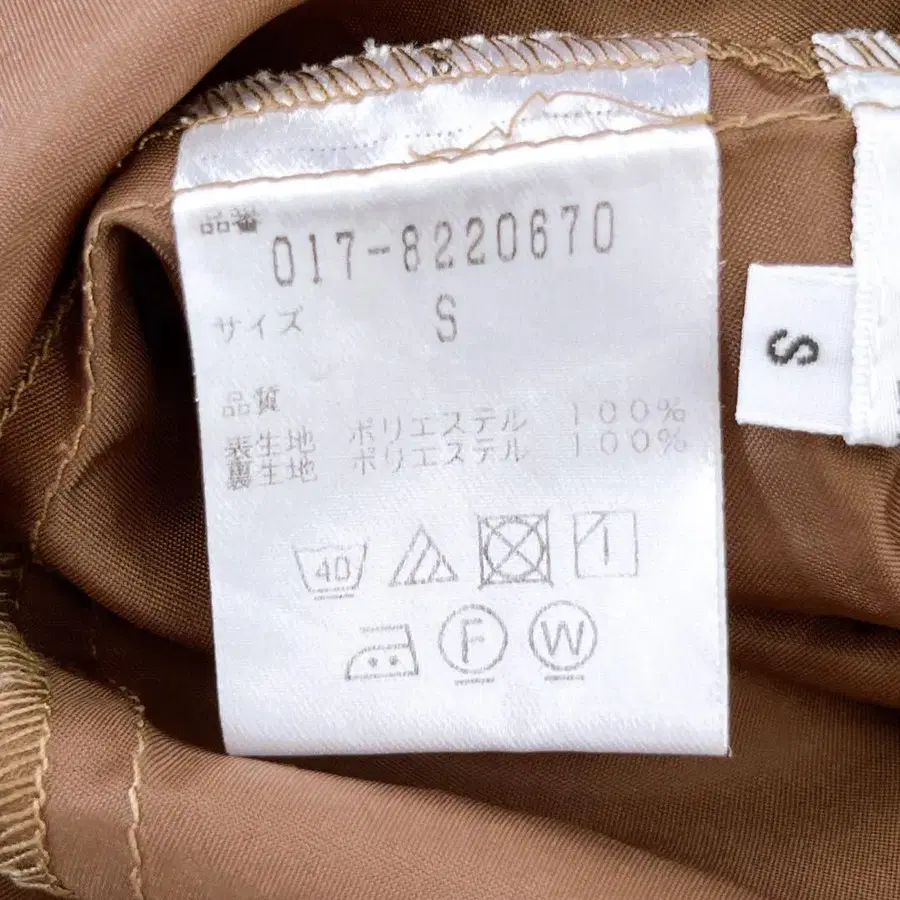 品番
017-8220670
サイズ S
品質
表生地 ポリエステル 100%
裏生地 ポリエステル 100%
40
F W
S